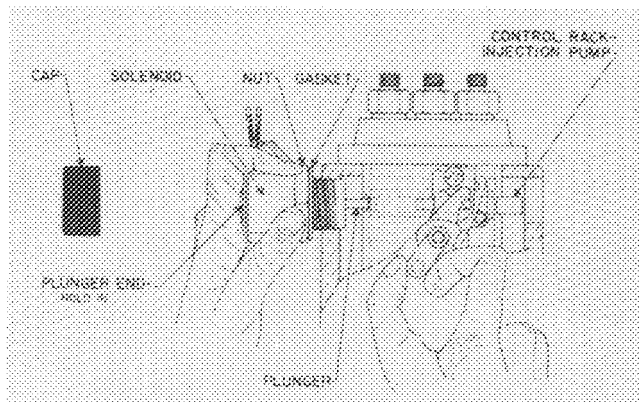 CONTROL RACK-
INJECTION PUMP
CAP
SOLENOID
NUT
GASKET
PLUNGER END-
HOLD IN
PLUNGER